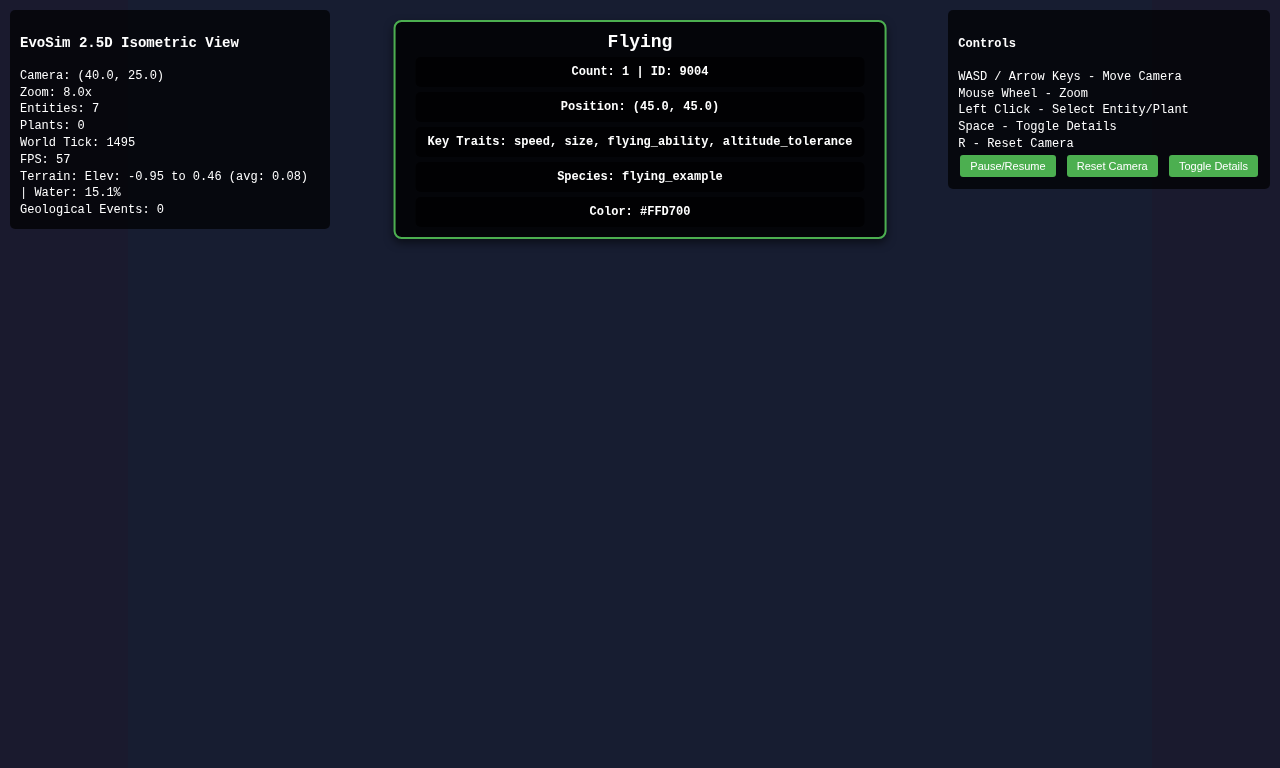 EvoSim 2.5D Isometric View
Camera: (40.0, 25.0)
Zoom: 8.0x
Entities: 7
Plants: 0
World Tick: 1495
FPS: 57
Terrain: Elev: -0.95 to 0.46 (avg: 0.08)
| Water: 15.1%
Geological Events: 0
Flying
Count: 1 | ID: 9004
Position: (45.0, 45.0)
Key Traits: speed, size, flying_ability, altitude_tolerance
Species: flying_example
Color: #FFD700
Controls
WASD / Arrow Keys - Move Camera
Mouse Wheel - Zoom
Left Click - Select Entity/Plant
Space - Toggle Details
R - Reset Camera
Pause/Resume Reset Camera Toggle Details